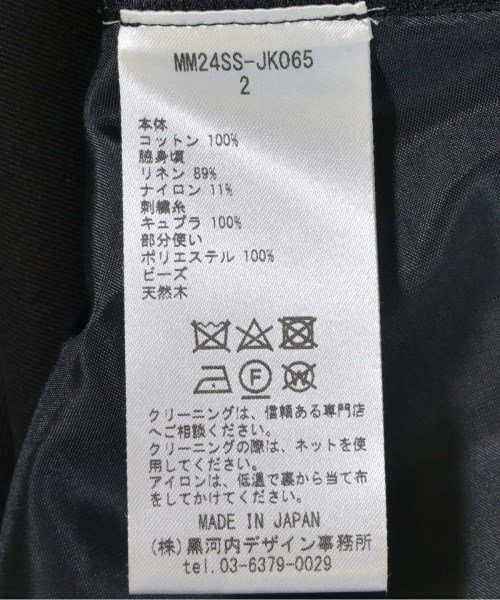 MM24SS-JK065
2
本体
コットン 100%
脇身頃
リネン 89%
ナイロン 11%
刺繍糸
キュプラ 100%
部分使い
ポリエステル 100%
ビーズ
天然木
F
W
クリーニングは、信頼ある専門店
へご相談ください。
クリーニングの際は、ネットを使
用してください。
アイロンは、低温で裏から当て布
をしてかけてください。
MADE IN JAPAN
(株)黒河内デザイン事務所
tel.03-6379-0029